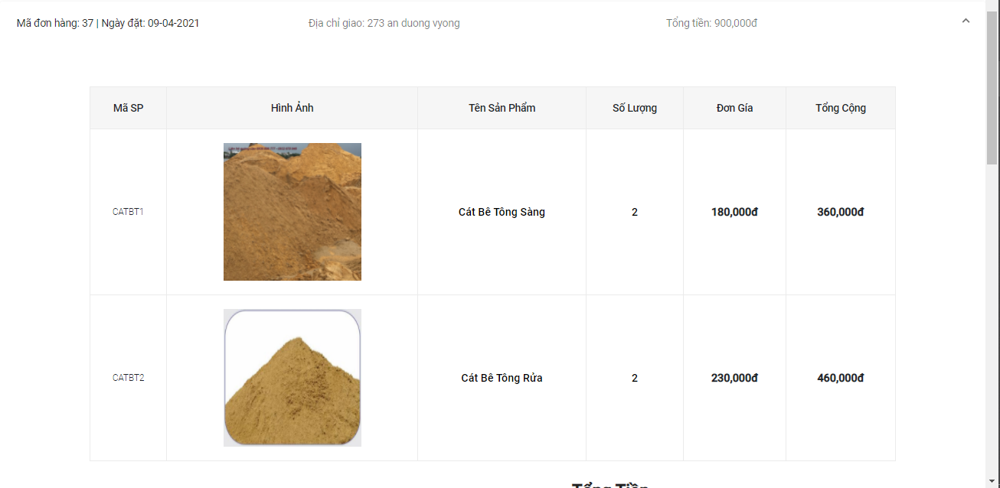 Mã đơn hàng: 37 | Ngày đặt: 09-04-2021 Địa chỉ giao: 273 an duong vyong Tổng tiền: 900,000đ
Mã SP Hình Ảnh Tên Sản Phẩm Số Lượng Đơn Gía Tổng Cộng
CATBT1 Cát Bê Tông Sàng 2 180,000đ 360,000đ
CATBT2 Cát Bê Tông Rửa 2 230,000đ 460,000đ
Tổng Tiền